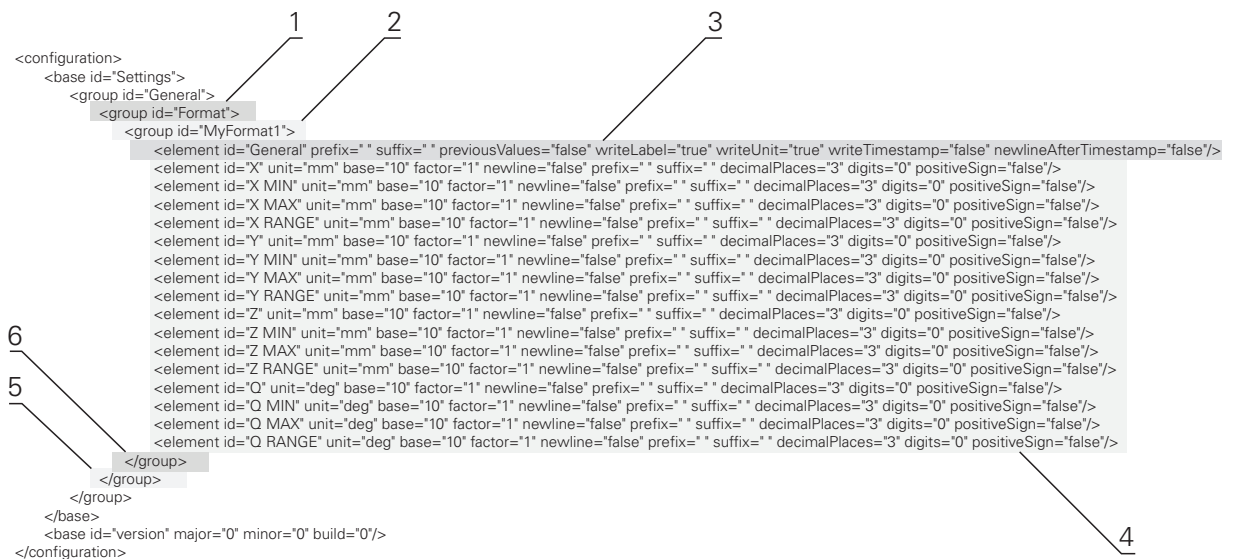 1 2 3
<configuration>
<base id="Settings">
<group id="General">
<group id="Format">
<group id="MyFormat1">
<element id="General" prefix=" " suffix=" " previousValues="false" writeLabel="true" writeUnit="true" writeTimestamp="false" newlineAfterTimestamp="false"/>
<element id="X" unit="mm" base="10" factor="1" newline="false" prefix=" " suffix=" " decimalPlaces="3" digits="0" positiveSign="false"/>
<element id="X MIN" unit="mm" base="10" factor="1" newline="false" prefix=" " suffix=" " decimalPlaces="3" digits="0" positiveSign="false"/>
<element id="X MAX" unit="mm" base="10" factor="1" newline="false" prefix=" " suffix=" " decimalPlaces="3" digits="0" positiveSign="false"/>
<element id="X RANGE" unit="mm" base="10" factor="1" newline="false" prefix=" " suffix=" " decimalPlaces="3" digits="0" positiveSign="false"/>
<element id="Y" unit="mm" base="10" factor="1" newline="false" prefix=" " suffix=" " decimalPlaces="3" digits="0" positiveSign="false"/>
<element id="Y MIN" unit="mm" base="10" factor="1" newline="false" prefix=" " suffix=" " decimalPlaces="3" digits="0" positiveSign="false"/>
<element id="Y MAX" unit="mm" base="10" factor="1" newline="false" prefix=" " suffix=" " decimalPlaces="3" digits="0" positiveSign="false"/>
<element id="Y RANGE" unit="mm" base="10" factor="1" newline="false" prefix=" " suffix=" " decimalPlaces="3" digits="0" positiveSign="false"/>
<element id="Z" unit="mm" base="10" factor="1" newline="false" prefix=" " suffix=" " decimalPlaces="3" digits="0" positiveSign="false"/>
<element id="Z MIN" unit="mm" base="10" factor="1" newline="false" prefix=" " suffix=" " decimalPlaces="3" digits="0" positiveSign="false"/>
<element id="Z MAX" unit="mm" base="10" factor="1" newline="false" prefix=" " suffix=" " decimalPlaces="3" digits="0" positiveSign="false"/>
<element id="Z RANGE" unit="mm" base="10" factor="1" newline="false" prefix=" " suffix=" " decimalPlaces="3" digits="0" positiveSign="false"/>
<element id="Q" unit="deg" base="10" factor="1" newline="false" prefix=" " suffix=" " decimalPlaces="3" digits="0" positiveSign="false"/>
<element id="Q MIN" unit="deg" base="10" factor="1" newline="false" prefix=" " suffix=" " decimalPlaces="3" digits="0" positiveSign="false"/>
<element id="Q MAX" unit="deg" base="10" factor="1" newline="false" prefix=" " suffix=" " decimalPlaces="3" digits="0" positiveSign="false"/>
<element id="Q RANGE" unit="deg" base="10" factor="1" newline="false" prefix=" " suffix=" " decimalPlaces="3" digits="0" positiveSign="false"/>
6
5
</group>
</group>
</group>
</base>
<base id="version" major="0" minor="0" build="0"/>
</configuration>
4